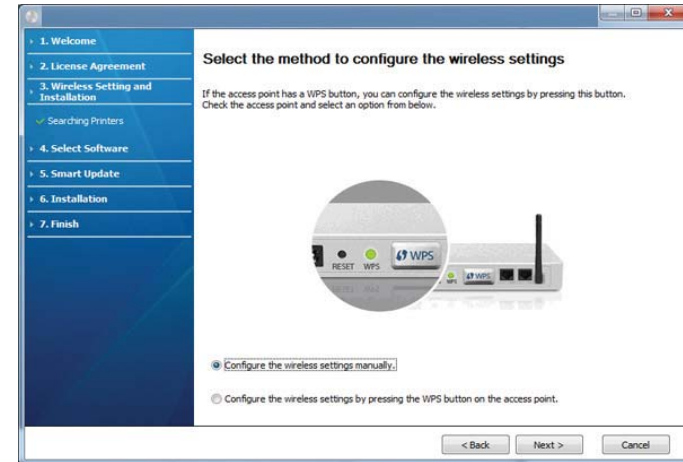 1. Welcome
2. License Agreement
3. Wireless Setting and
Installation
Searching Printers
4. Select Software
5. Smart Update
6. Installation
7. Finish
Select the method to configure the wireless settings
If the access point has a WPS button, you can configure the wireless settings by pressing this button.
Check the access point and select an option from below.
RESET WPS WPS
WPS WPS
Configure the wireless settings manually.
Configure the wireless settings by pressing the WPS button on the access point.
< Back Next > Cancel